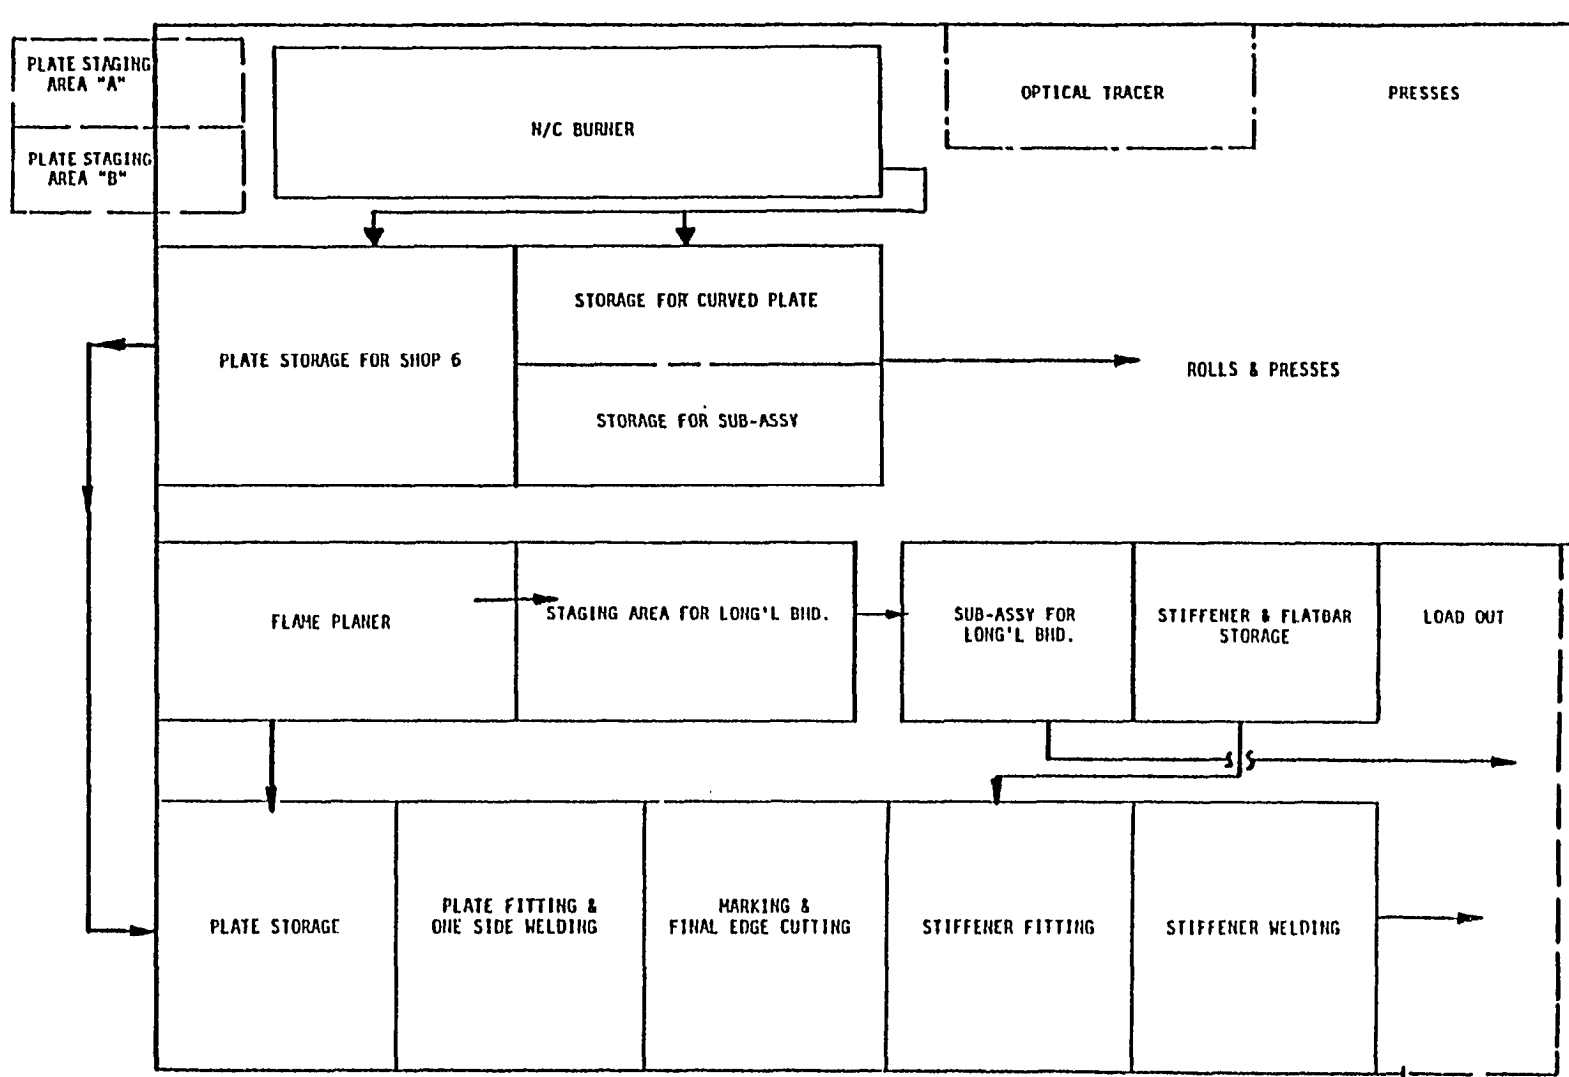 PLATE STAGING
AREA "A"
PLATE STAGING
AREA "B"
N/C BURNER
OPTICAL TRACER
PRESSES
PLATE STORAGE FOR SHOP 6
STORAGE FOR CURVED PLATE
STORAGE FOR SUB-ASSY
ROLLS & PRESSES
FLAME PLANER
STAGING AREA FOR LONG'L BHD.
SUB-ASSY FOR
LONG'L BHD.
STIFFENER & FLATBAR
STORAGE
LOAD OUT
PLATE STORAGE
PLATE FITTING &
ONE SIDE WELDING
MARKING &
FINAL EDGE CUTTING
STIFFENER FITTING
STIFFENER WELDING